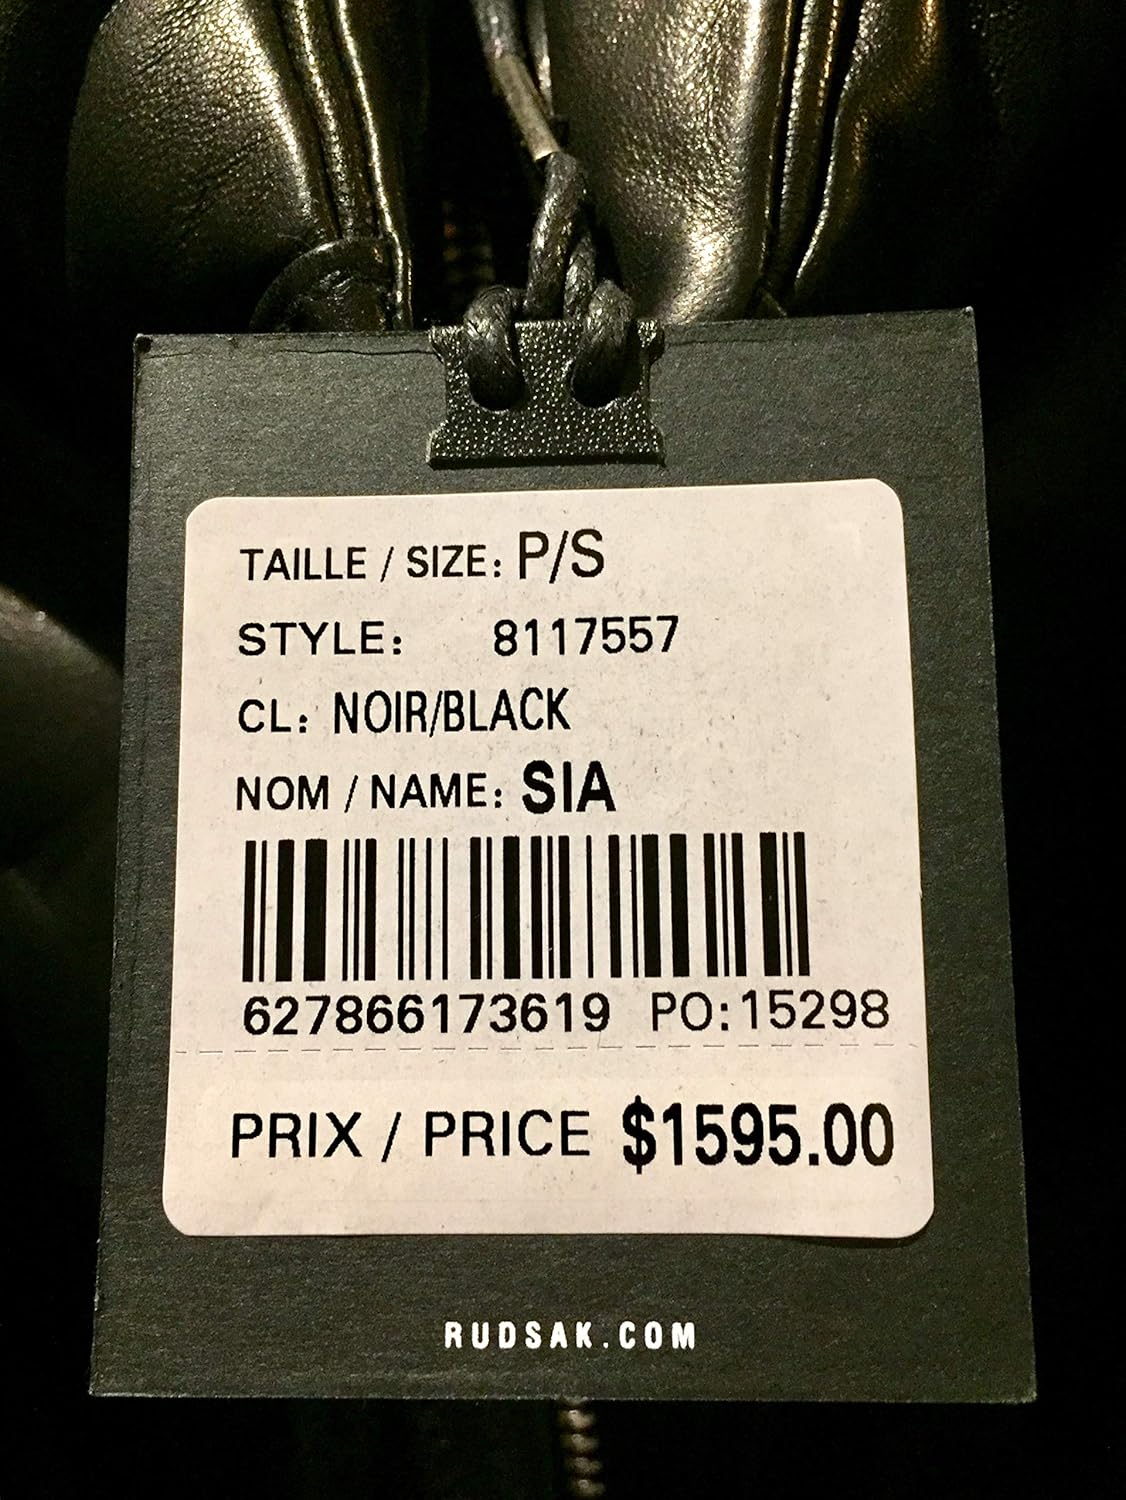 TAILLE / SIZE: P/S
STYLE: 8117557
CL: NOIR/BLACK
NOM / NAME: SIA
627866173619 PO:15298
PRIX / PRICE $1595.00
RUDSAK.COM